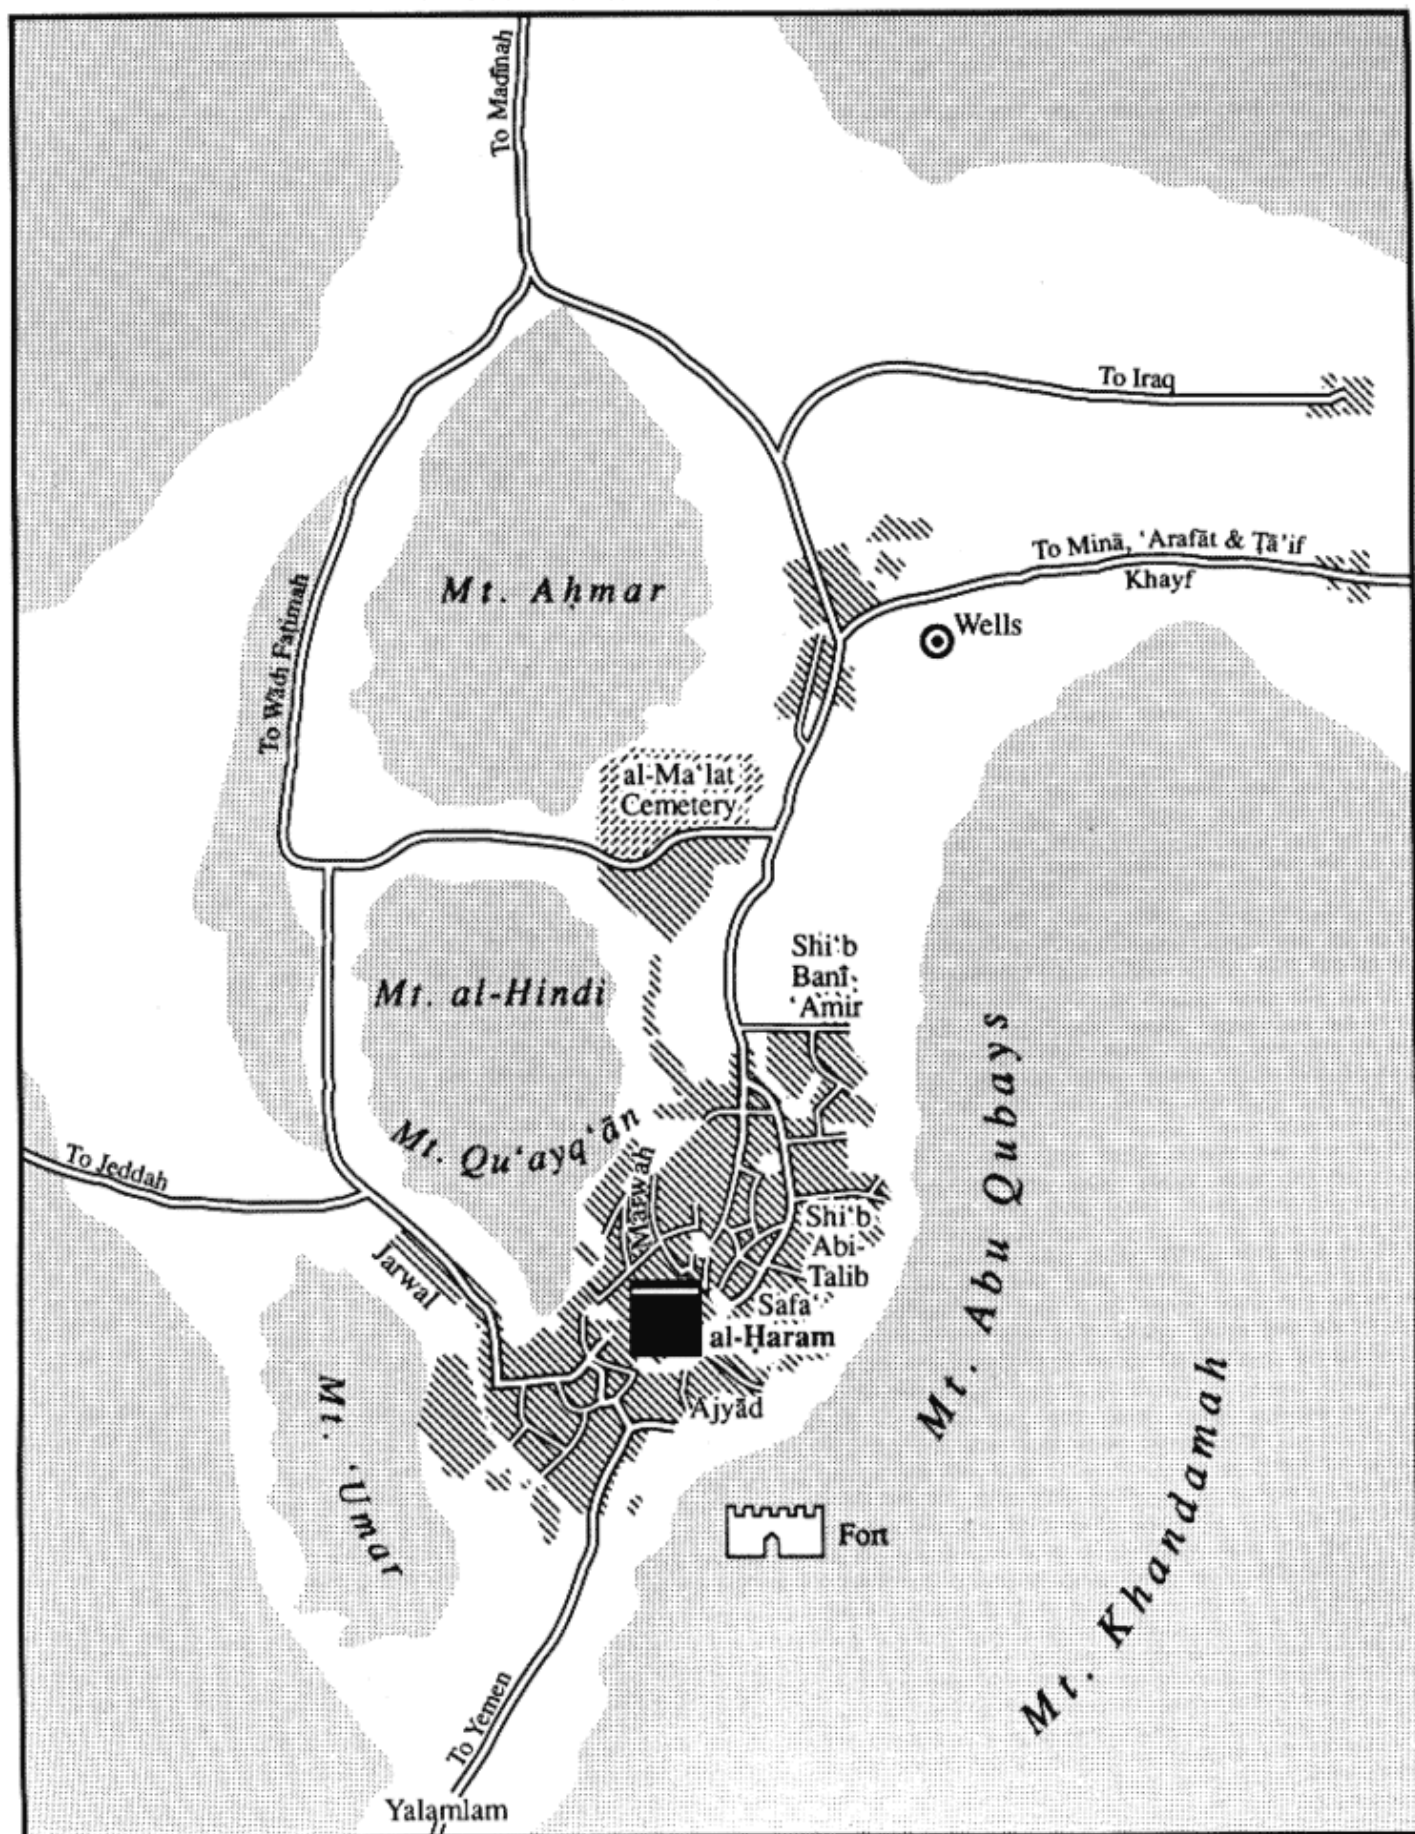 To Madīnah
To Iraq
To Minā, ‘Arafāt & Ṭā’if
Khayf
Wells
Mt. Aḥmar
To Wādi Fatimah
al-Ma‘lat
Cemetery
Shi‘b
Banī
‘Amir
Mt. al-Hindi
Mt. Qu‘ayq‘ān
Mt. Abu Qubays
To Jeddah
Marwah
Jarwal
Shi‘b
Abi-
Talib
Safa‘
al-Ḥaram
Ajyād
Mt. ‘Umar
Fort
Mt. Khandamah
To Yemen
Yalamlam